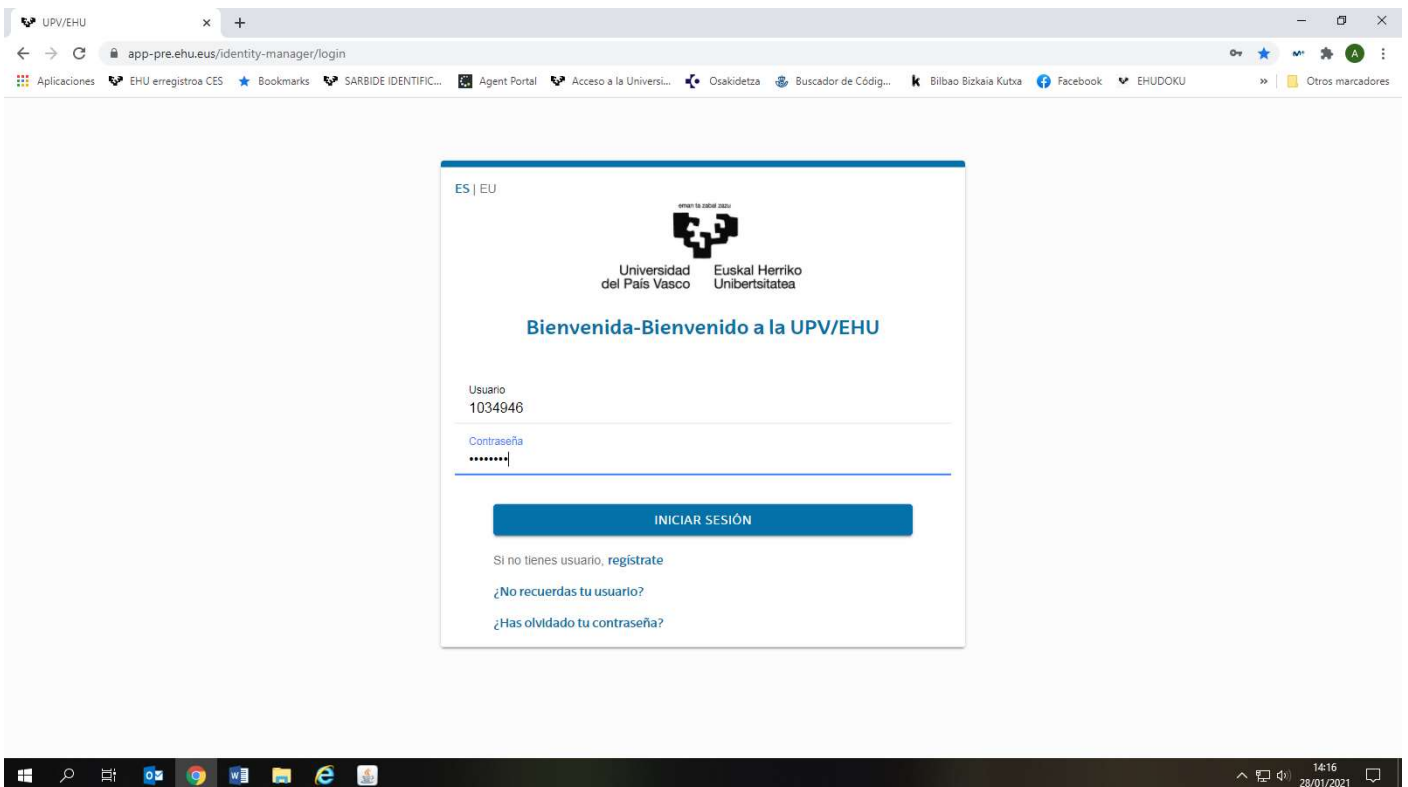 UPV/EHU
app-pre.ehu.eus/identity-manager/login
A
Aplicaciones EHU erregistroa CES Bookmarks SARBIDE IDENTIFIC... Agent Portal Acceso a la Universi... Osakidetza Buscador de Códig... Bilbao Bizkaia Kutxa Facebook EHUDOKU » Otros marcadores
ES | EU
eman ta zabal zazu
Universidad Euskal Herriko
del País Vasco Unibertsitatea
Bienvenida-Bienvenido a la UPV/EHU
Usuario
1034946
Contraseña
••••••••
INICIAR SESIÓN
Si no tienes usuario, regístrate
¿No recuerdas tu usuario?
¿Has olvidado tu contraseña?
14:16
28/01/2021